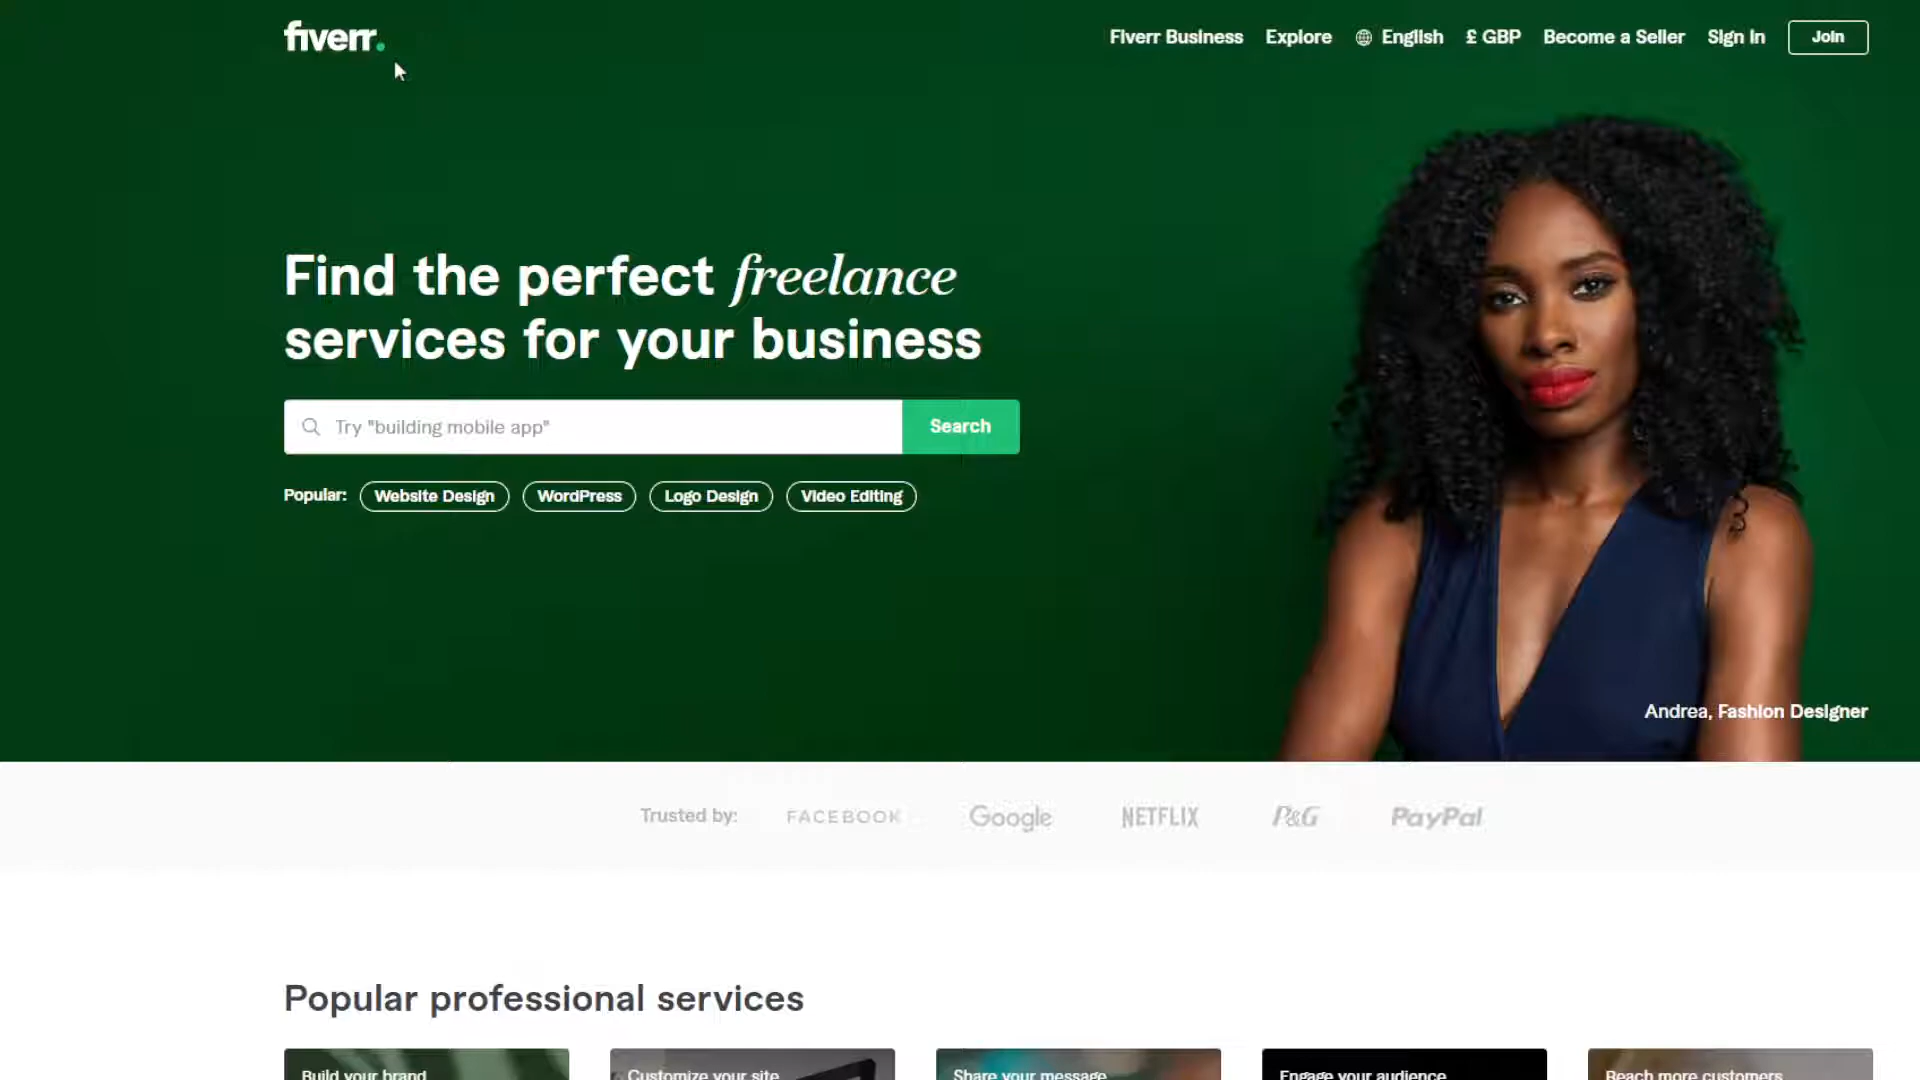 fiverr.
Fiverr Business Explore English £ GBP Become a Seller Sign In Join
Find the perfect freelance
services for your business
Try "building mobile app" Search
Popular: Website Design WordPress Logo Design Video Editing
Andrea, Fashion Designer
Trusted by: FACEBOOK Google NETFLIX P&G PayPal
Popular professional services
Build your brand Customize your site Share your message Engage your audience Reach more customers